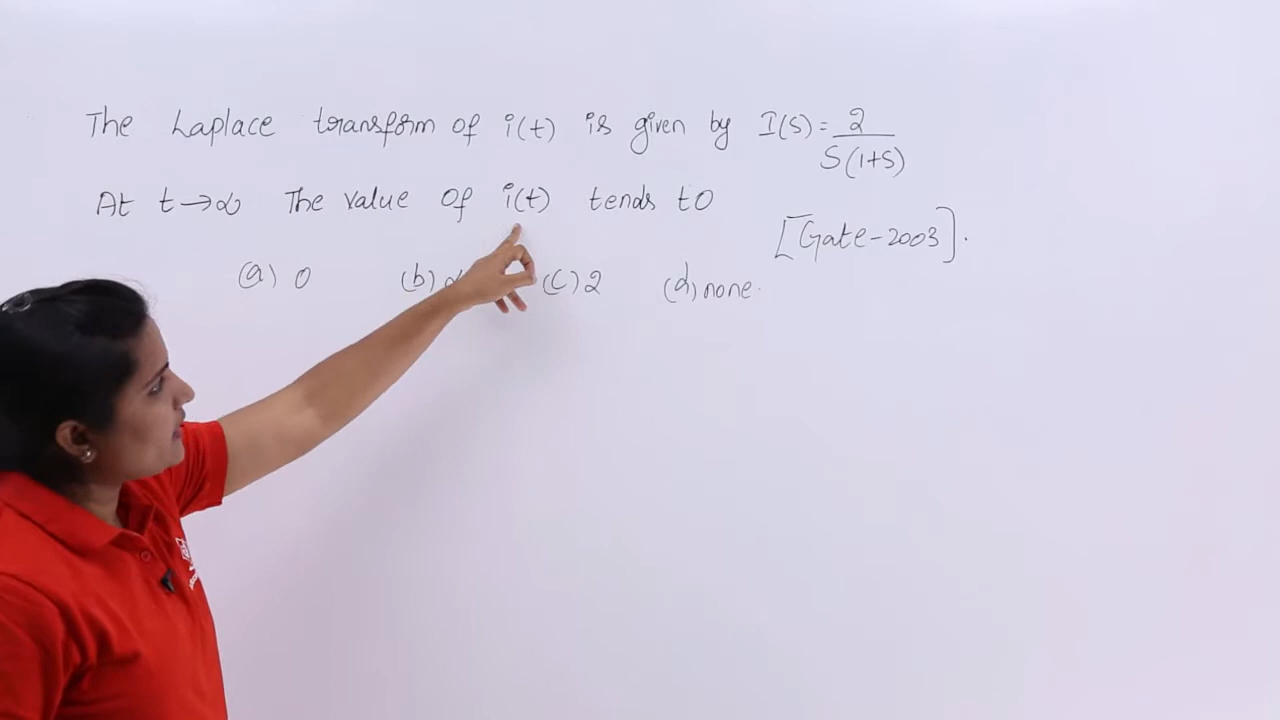 The Laplace transform of i(t) is given by I(S) = 2/S(1+S)
At t→∞ The value of i(t) tends to
[Gate-2003].
(a) 0 (b) (c) 2 (d) none.